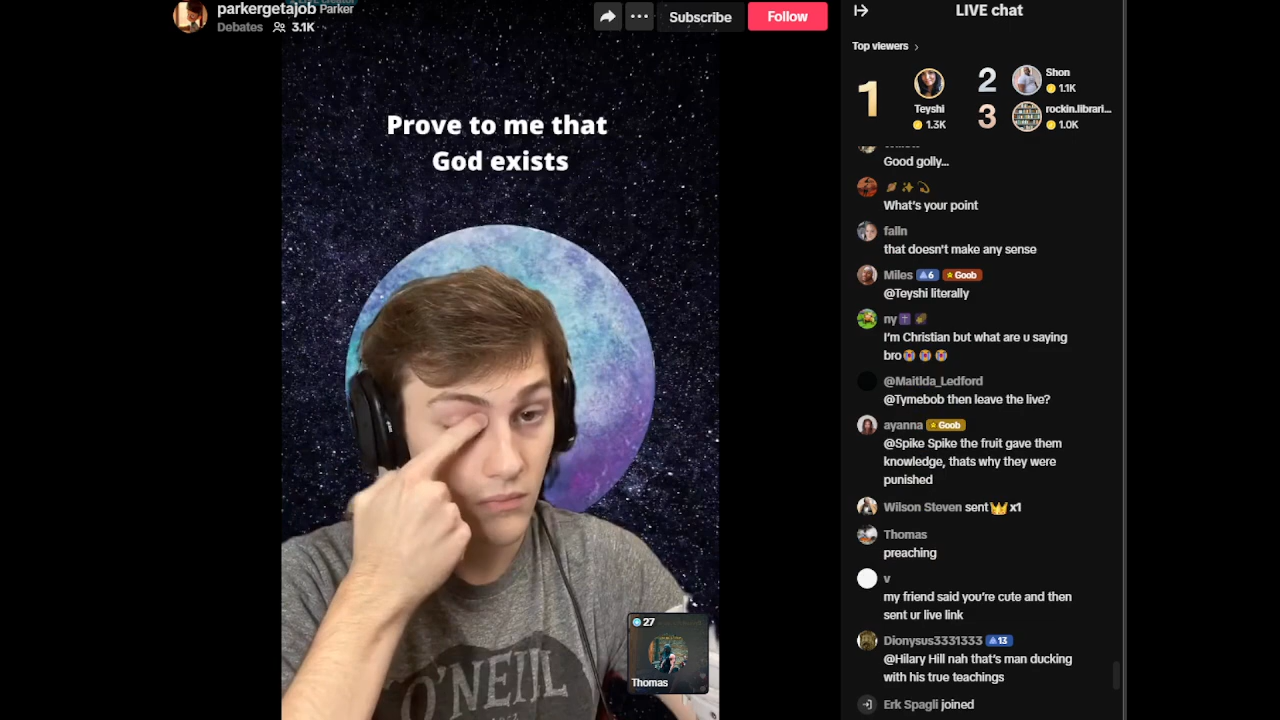 parkergetajob Parker
Debates 3.1K
Subscribe
Follow
Prove to me that
God exists
O'NEILL
27
Thomas
LIVE chat
Top viewers
1
Teyshi
1.3K
2
Shon
1.1K
3
rockin.librari...
1.0K
Good golly...
What's your point
falln
that doesn't make any sense
Miles 6 Goob
@Teyshi literally
ny
I'm Christian but what are u saying
bro
@Maitlda_Ledford
@Tymebob then leave the live?
ayanna Goob
@Spike Spike the fruit gave them
knowledge, thats why they were
punished
Wilson Steven sent x1
Thomas
preaching
v
my friend said you're cute and then
sent ur live link
Dionysus3331333 13
@Hilary Hill nah that's man ducking
with his true teachings
Erk Spagli joined